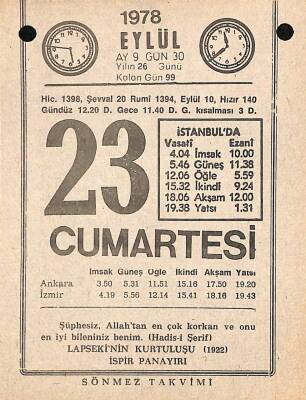 1978
EYLÜL
AY 9 GÜN 30
Yılın 26 Günü
Kalan Gün 99
Hic. 1398, Şevval 20 Rumî 1394, Eylül 10, Hızır 140
Gündüz 12.20 D. Gece 11.40 D. G. kısalması 3 D.
23
İSTANBUL'DA
Vasatî Ezanî
4.04 İmsak 10.00
5.46 Güneş 11.38
12.06 Öğle 5.59
15.32 İkindi 9.24
18.06 Akşam 12.00
19.38 Yatsı 1.31
CUMARTESİ
İmsak Güneş Öğle İkindi Akşam Yatsı
Ankara 3.50 5.31 11.51 15.16 17.50 19.20
İzmir 4.19 5.56 12.14 15.41 18.16 19.43
Şüphesiz, Allah'tan en çok korkan ve onu
en iyi bileniniz benim. (Hadis-i Şerif)
LAPSEKİ'NİN KURTULUŞU (1922)
İSPİR PANAYIRI
SÖNMEZ TAKVİMİ